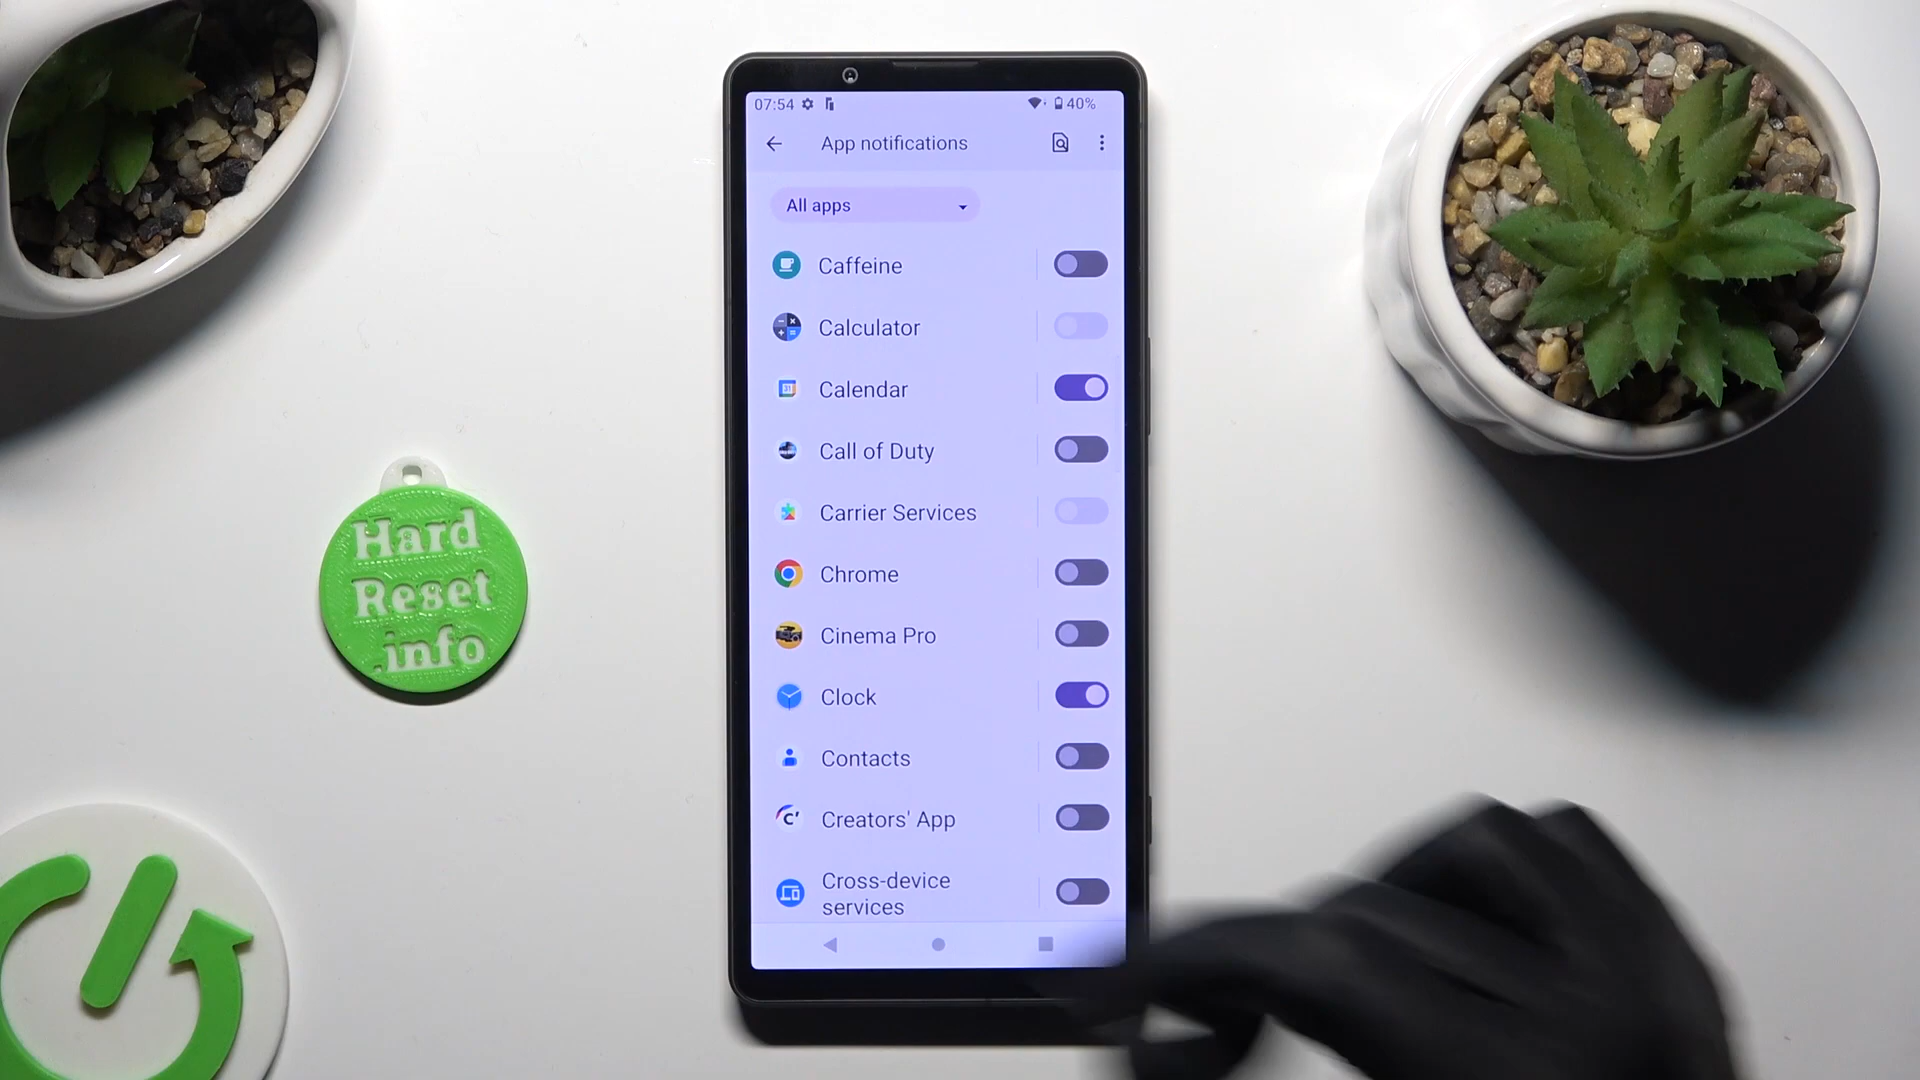 07:54
40%
App notifications
All apps
Caffeine
Calculator
31
Calendar
Call of Duty
Carrier Services
Chrome
Cinema Pro
Clock
Contacts
C'
Creators' App
Cross-device
services
Hard
Reset
.info